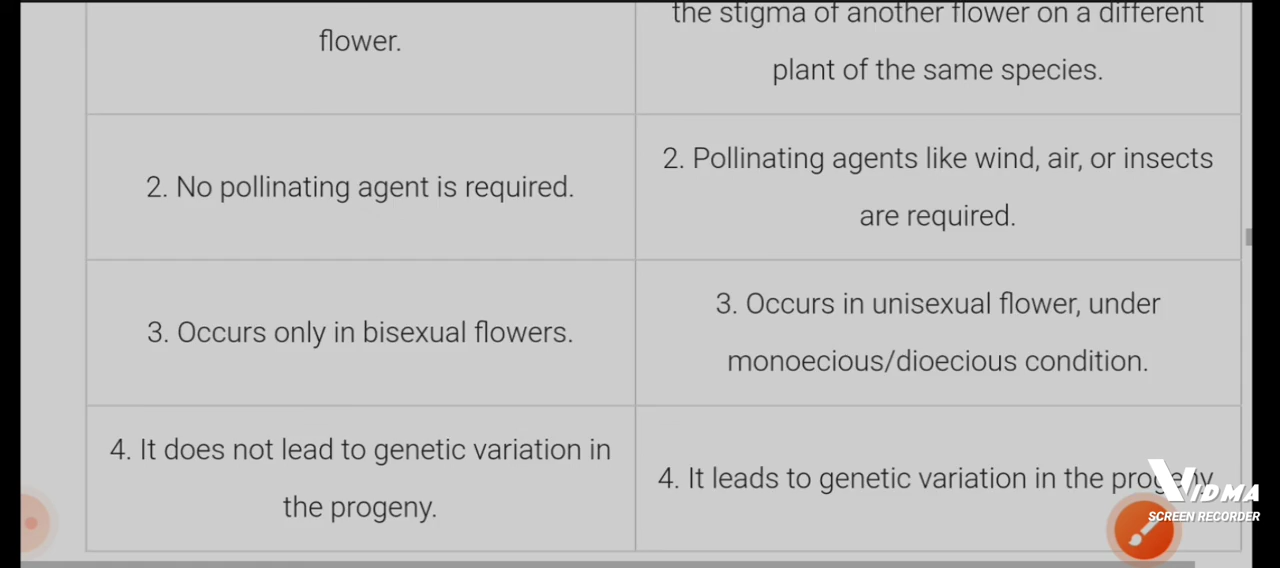 flower.
the stigma of another flower on a different
plant of the same species.
2. No pollinating agent is required.
2. Pollinating agents like wind, air, or insects
are required.
3. Occurs only in bisexual flowers.
3. Occurs in unisexual flower, under
monoecious/dioecious condition.
4. It does not lead to genetic variation in
the progeny.
4. It leads to genetic variation in the progeny
VIDMA
SCREEN RECORDER